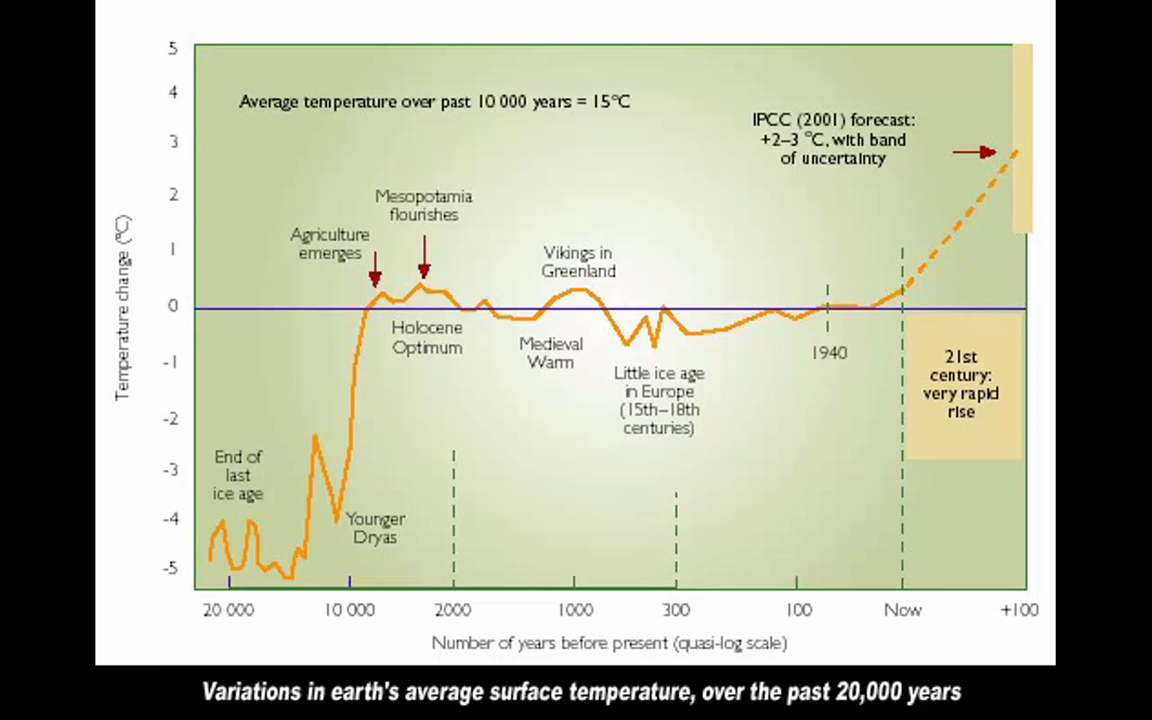 5
4
3
2
1
0
-1
-2
-3
-4
-5
Temperature change (°C)
Average temperature over past 10 000 years = 15°C
IPCC (2001) forecast:
+2–3 °C, with band
of uncertainty
Mesopotamia
flourishes
Agriculture
emerges
Vikings in
Greenland
Holocene
Optimum
Medieval
Warm
Little ice age
in Europe
(15th–18th
centuries)
1940
21st
century:
very rapid
rise
End of
last
ice age
Younger
Dryas
20 000 10 000 2000 1000 300 100 Now +100
Number of years before present (quasi-log scale)
Variations in earth's average surface temperature, over the past 20,000 years